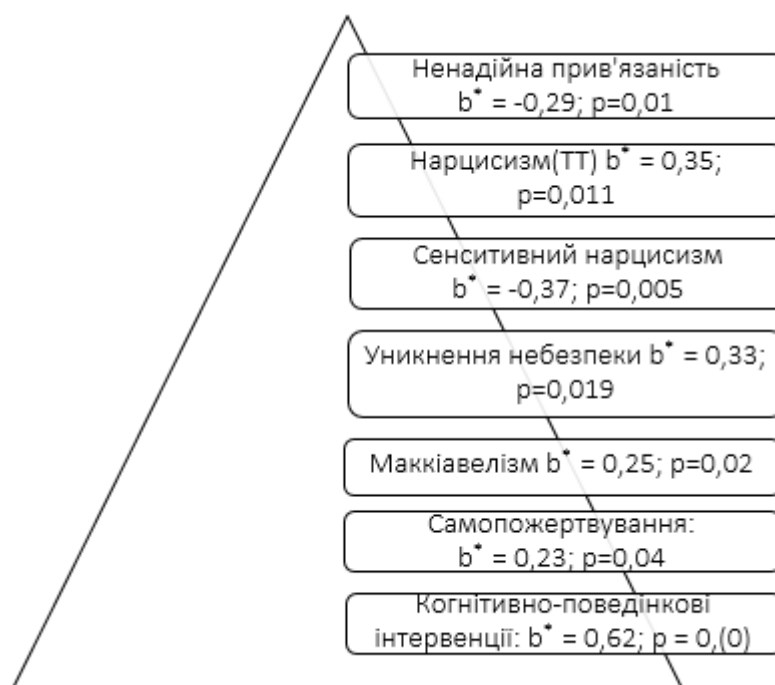 Ненадійна прив'язаність
b* = -0,29; p=0,01
Нарцисизм(ТТ) b* = 0,35;
p=0,011
Сенситивний нарцисизм
b* = -0,37; p=0,005
Уникнення небезпеки b* = 0,33;
p=0,019
Маккіавелізм b* = 0,25; p=0,02
Самопожертвування:
b* = 0,23; p=0,04
Когнітивно-поведінкові
інтервенції: b* = 0,62; p = 0,(0)